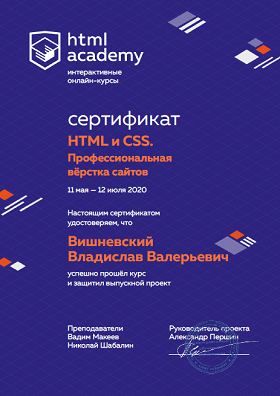 html
academy
интерактивные
онлайн-курсы
сертификат
HTML и CSS.
Профессиональная
вёрстка сайтов
11 мая — 12 июля 2020
Настоящим сертификатом
удостоверяем, что
Вишневский
Владислав Валерьевич
успешно прошёл курс
и защитил выпускной проект
Преподаватели
Вадим Макеев
Николай Шабалин
Руководитель проекта
Александр Першин